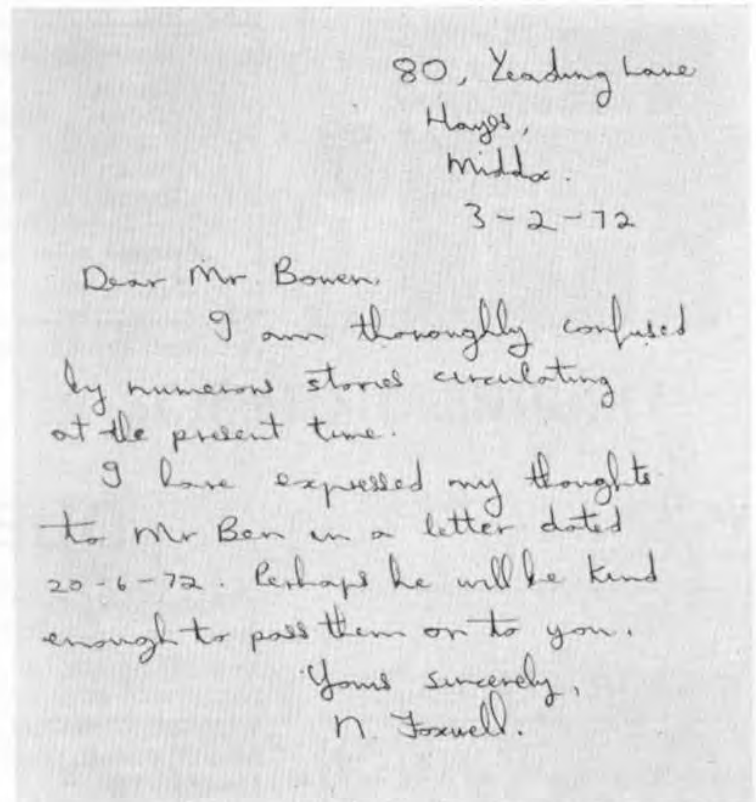 80, Yeading Lane
Hayes,
Middx.
3-2-72
Dear Mr Bowen.
I am thoroughly confused
by numerous stories circulating
at the present time.
I have expressed my thoughts
to Mr Ben in a letter dated
20-6-72. Perhaps he will be kind
enough to pass them on to you.
Yours sincerely,
N. Foxwell.